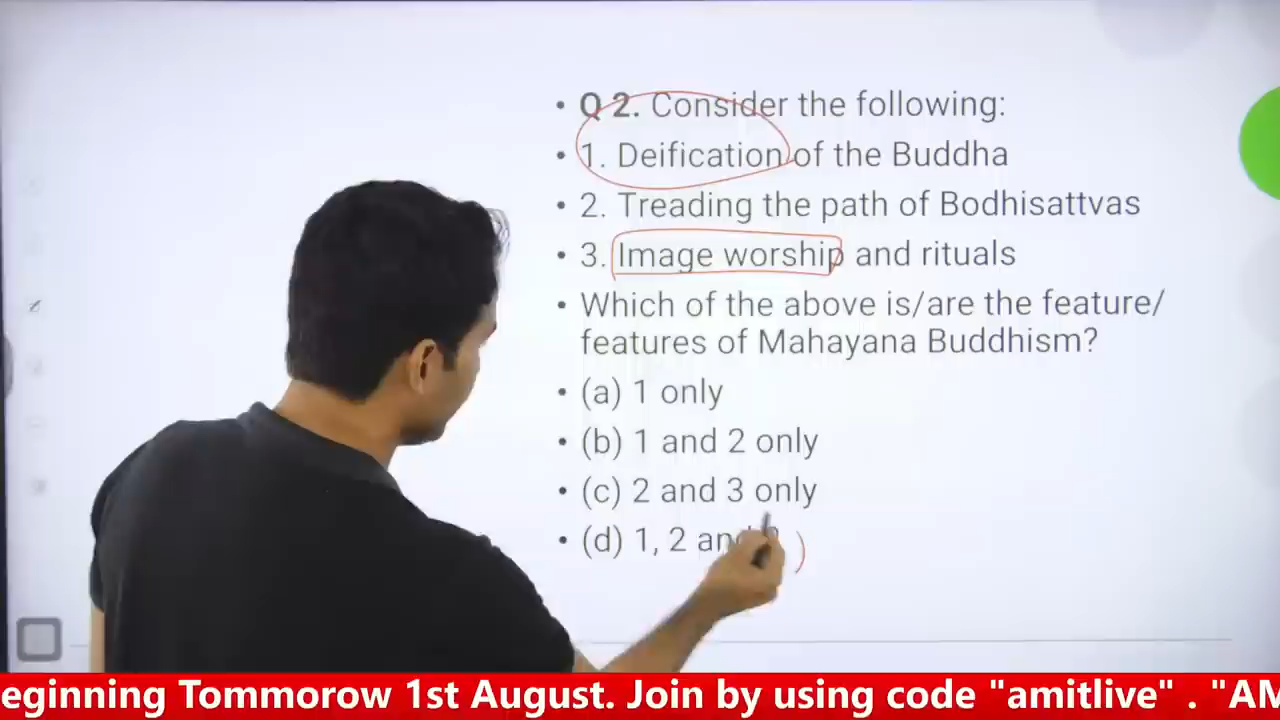 • Q 2. Consider the following:
• 1. Deification of the Buddha
• 2. Treading the path of Bodhisattvas
• 3. Image worship and rituals
• Which of the above is/are the feature/
features of Mahayana Buddhism?
• (a) 1 only
• (b) 1 and 2 only
• (c) 2 and 3 only
• (d) 1, 2 and
eginning Tommorow 1st August. Join by using code "amitlive" . "AM